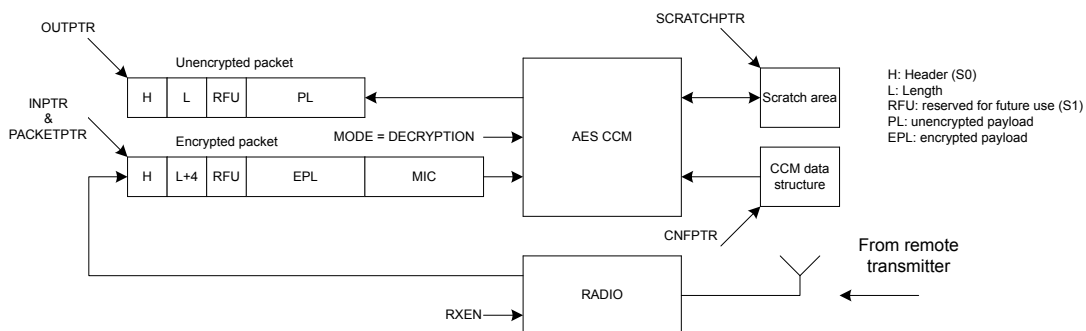 SCRATCHPTR
OUTPTR
Unencrypted packet
H L RFU PL
INPTR
&
PACKETPTR
Encrypted packet
H L+4 RFU EPL MIC
MODE = DECRYPTION
AES CCM
Scratch area
CCM data
structure
CNFPTR
H: Header (S0)
L: Length
RFU: reserved for future use (S1)
PL: unencrypted payload
EPL: encrypted payload
From remote
transmitter
RADIO
RXEN